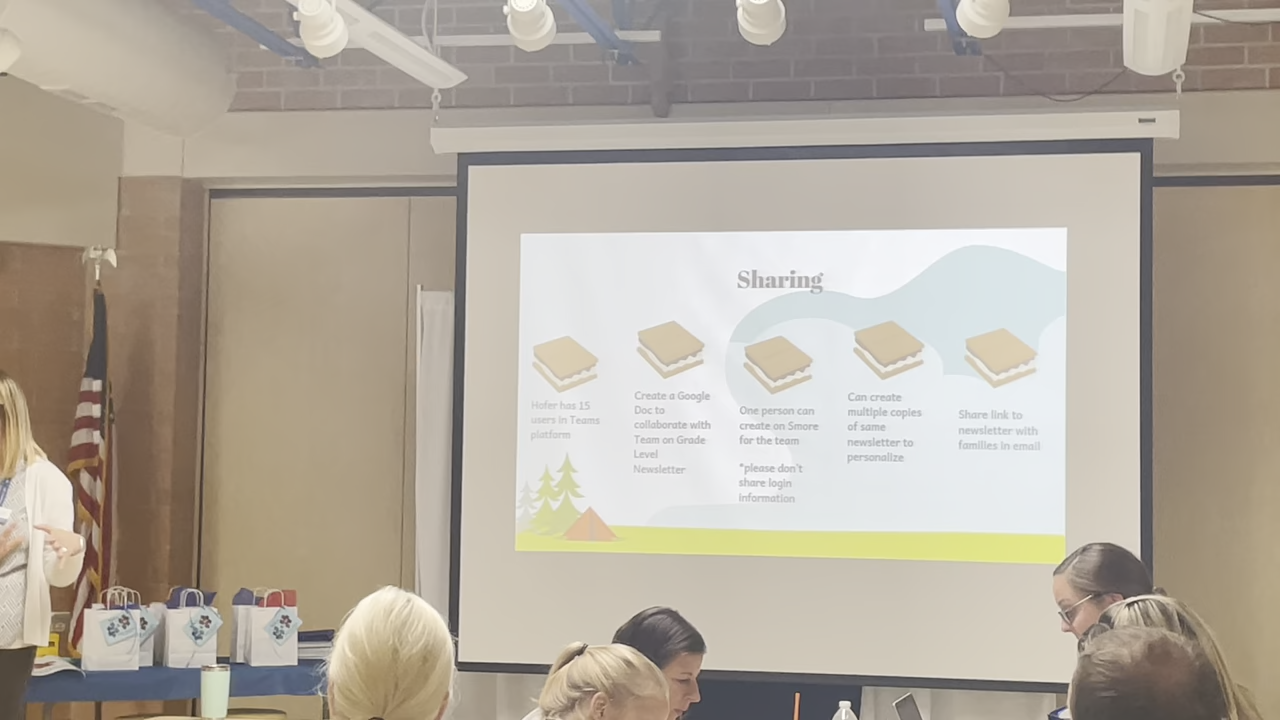 Sharing
Hofer has 15
users in Teams
platform
Create a Google
Doc to
collaborate with
Team on Grade
Level
Newsletter
One person can
create on Smore
for the team
*please don't
share login
information
Can create
multiple copies
of same
newsletter to
personalize
Share link to
newsletter with
families in email